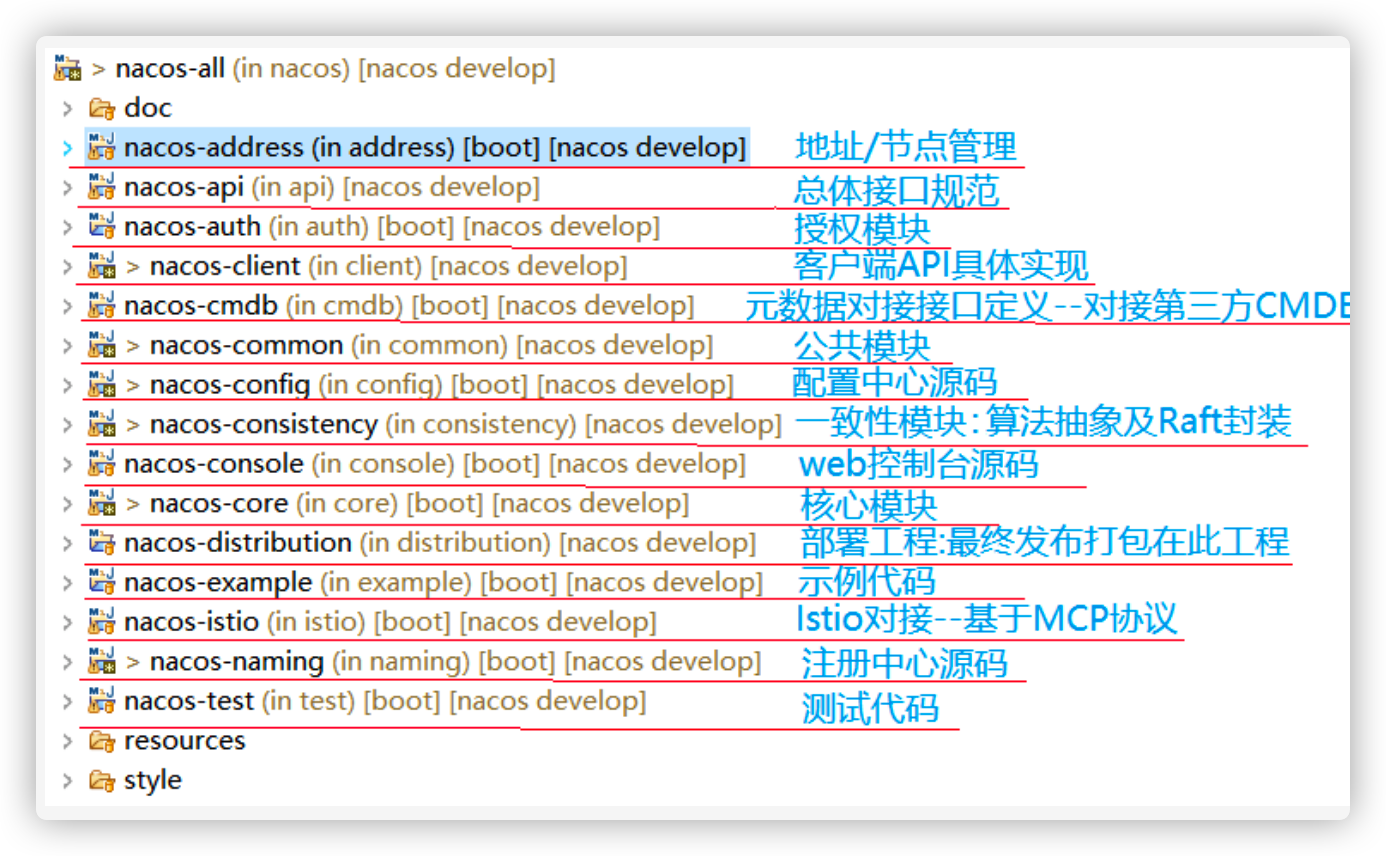 > nacos-all (in nacos) [nacos develop]
doc
nacos-address (in address) [boot] [nacos develop] 地址/节点管理
nacos-api (in api) [nacos develop] 总体接口规范
nacos-auth (in auth) [boot] [nacos develop] 授权模块
> nacos-client (in client) [nacos develop] 客户端API具体实现
nacos-cmdb (in cmdb) [boot] [nacos develop] 元数据对接接口定义--对接第三方CMDB
> nacos-common (in common) [nacos develop] 公共模块
> nacos-config (in config) [boot] [nacos develop] 配置中心源码
> nacos-consistency (in consistency) [nacos develop] 一致性模块:算法抽象及Raft封装
nacos-console (in console) [boot] [nacos develop] web控制台源码
> nacos-core (in core) [boot] [nacos develop] 核心模块
nacos-distribution (in distribution) [nacos develop] 部署工程:最终发布打包在此工程
nacos-example (in example) [boot] [nacos develop] 示例代码
nacos-istio (in istio) [boot] [nacos develop] Istio对接--基于MCP协议
> nacos-naming (in naming) [boot] [nacos develop] 注册中心源码
nacos-test (in test) [boot] [nacos develop] 测试代码
resources
style